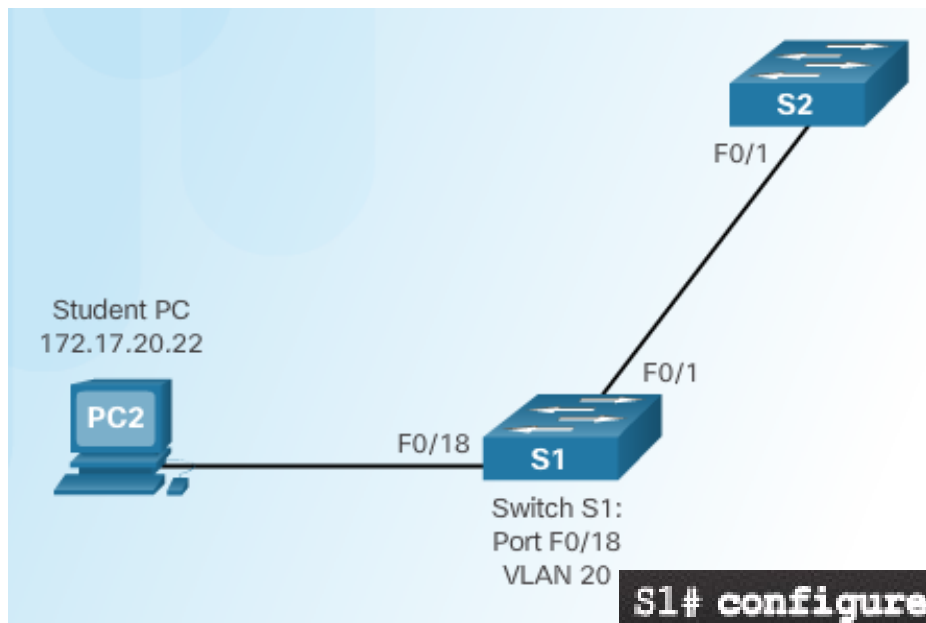 S2
F0/1
Student PC
172.17.20.22
F0/1
PC2
F0/18
S1
Switch S1:
Port F0/18
VLAN 20
S1# configure